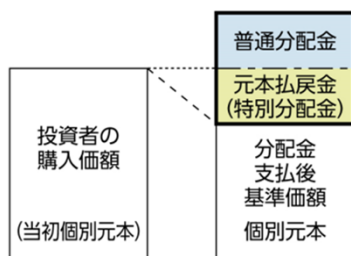 普通分配金
元本払戻金
(特別分配金)
投資者の
購入価額
(当初個別元本)
分配金
支払後
基準価額
個別元本